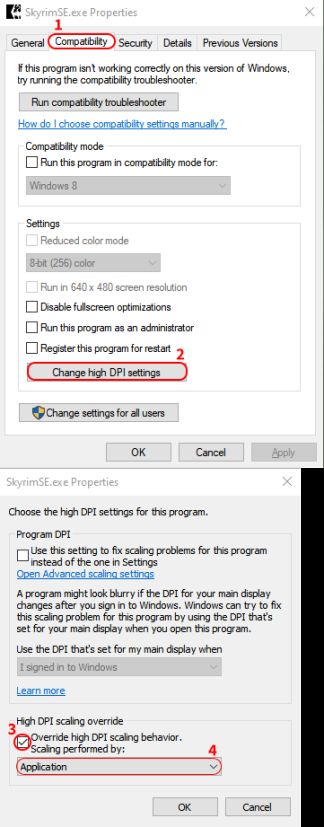 SkyrimSE.exe Properties
1
General Compatibility Security Details Previous Versions
If this program isn't working correctly on this version of Windows,
try running the compatibility troubleshooter.
Run compatibility troubleshooter
How do I choose compatibility settings manually?
Compatibility mode
Run this program in compatibility mode for:
Windows 8
Settings
Reduced color mode
8-bit (256) color
Run in 640 x 480 screen resolution
Disable fullscreen optimizations
Run this program as an administrator
Register this program for restart
2
Change high DPI settings
Change settings for all users
OK Cancel Apply
SkyrimSE.exe Properties
Choose the high DPI settings for this program.
Program DPI
Use this setting to fix scaling problems for this program
instead of the one in Settings
Open Advanced scaling settings
A program might look blurry if the DPI for your main display
changes after you sign in to Windows. Windows can try to fix
this scaling problem for this program by using the DPI that's
set for your main display when you open this program.
Use the DPI that's set for my main display when
I signed in to Windows
Learn more
High DPI scaling override
3 Override high DPI scaling behavior.
Scaling performed by: 4
Application
OK Cancel